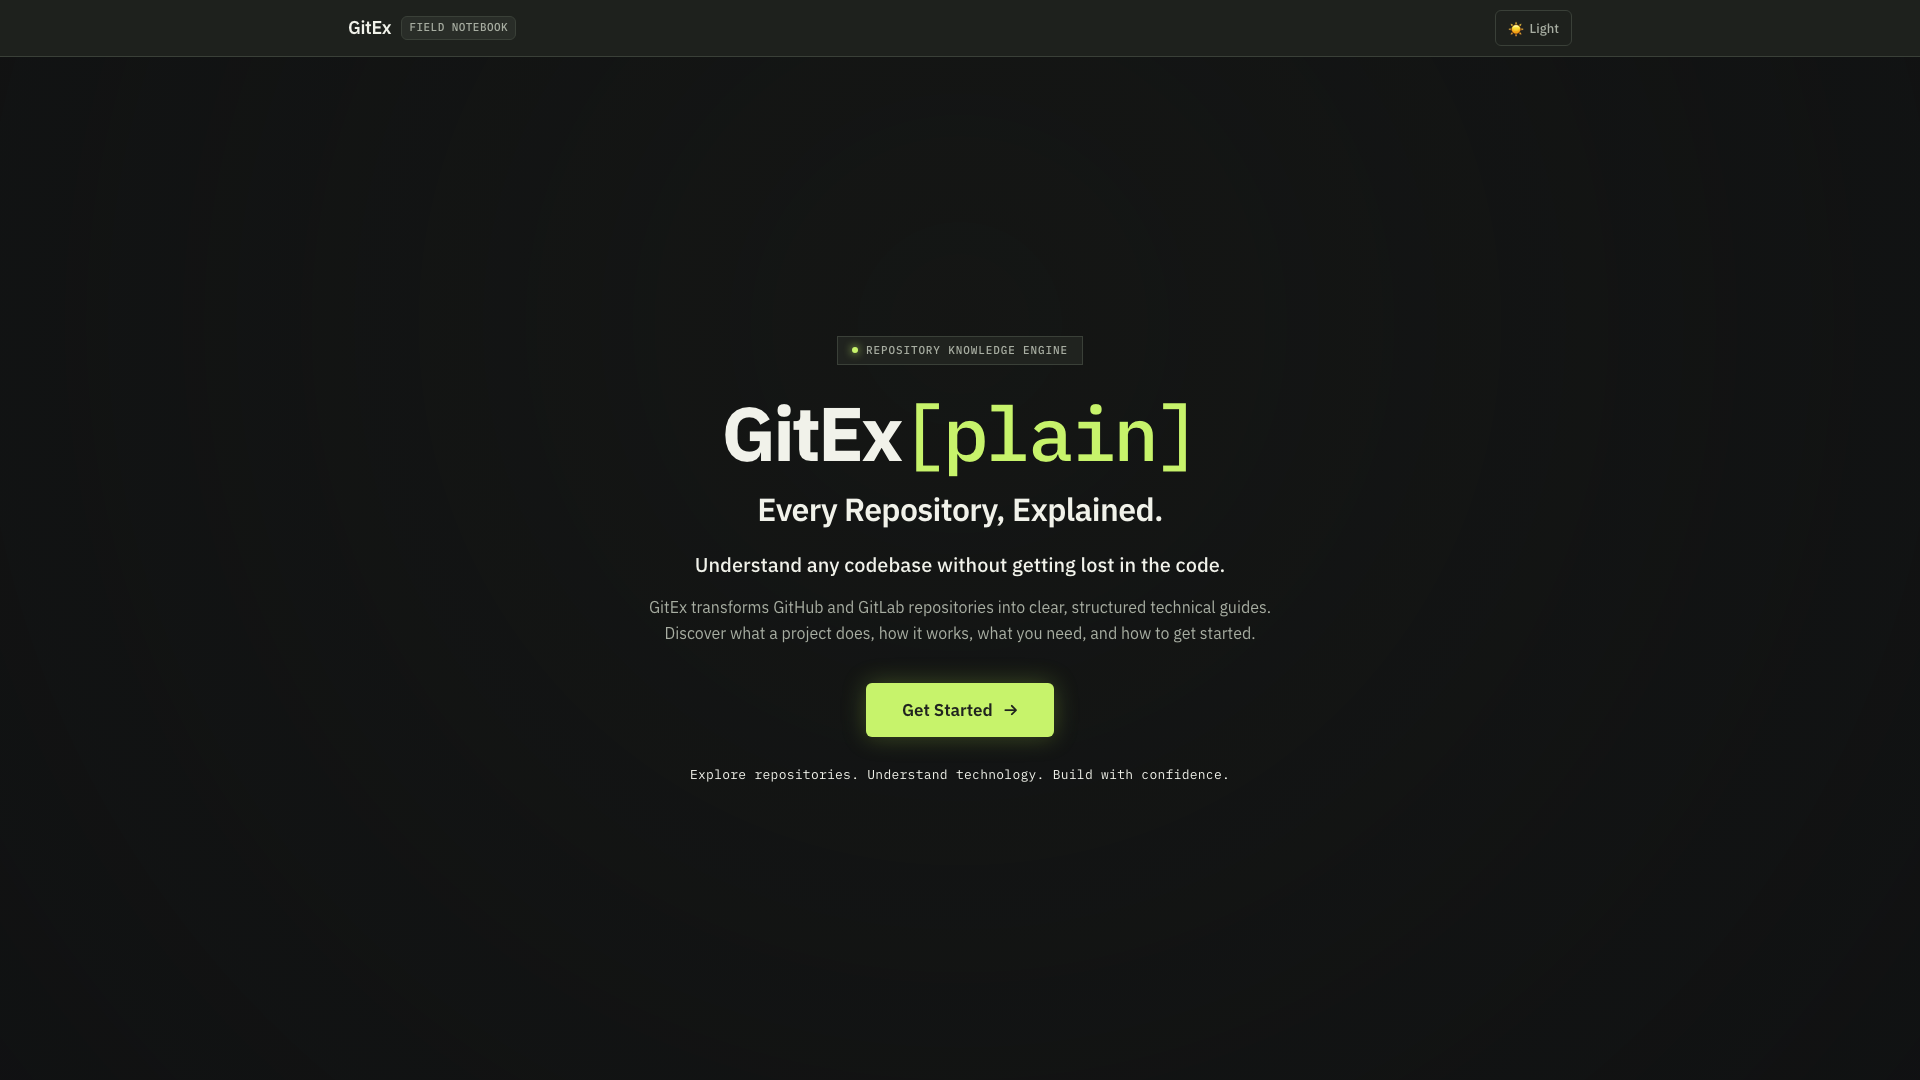 GitEx FIELD NOTEBOOK
☀️ Light
REPOSITORY KNOWLEDGE ENGINE
GitEx[plain]
Every Repository, Explained.
Understand any codebase without getting lost in the code.
GitEx transforms GitHub and GitLab repositories into clear, structured technical guides.
Discover what a project does, how it works, what you need, and how to get started.
Get Started →
Explore repositories. Understand technology. Build with confidence.